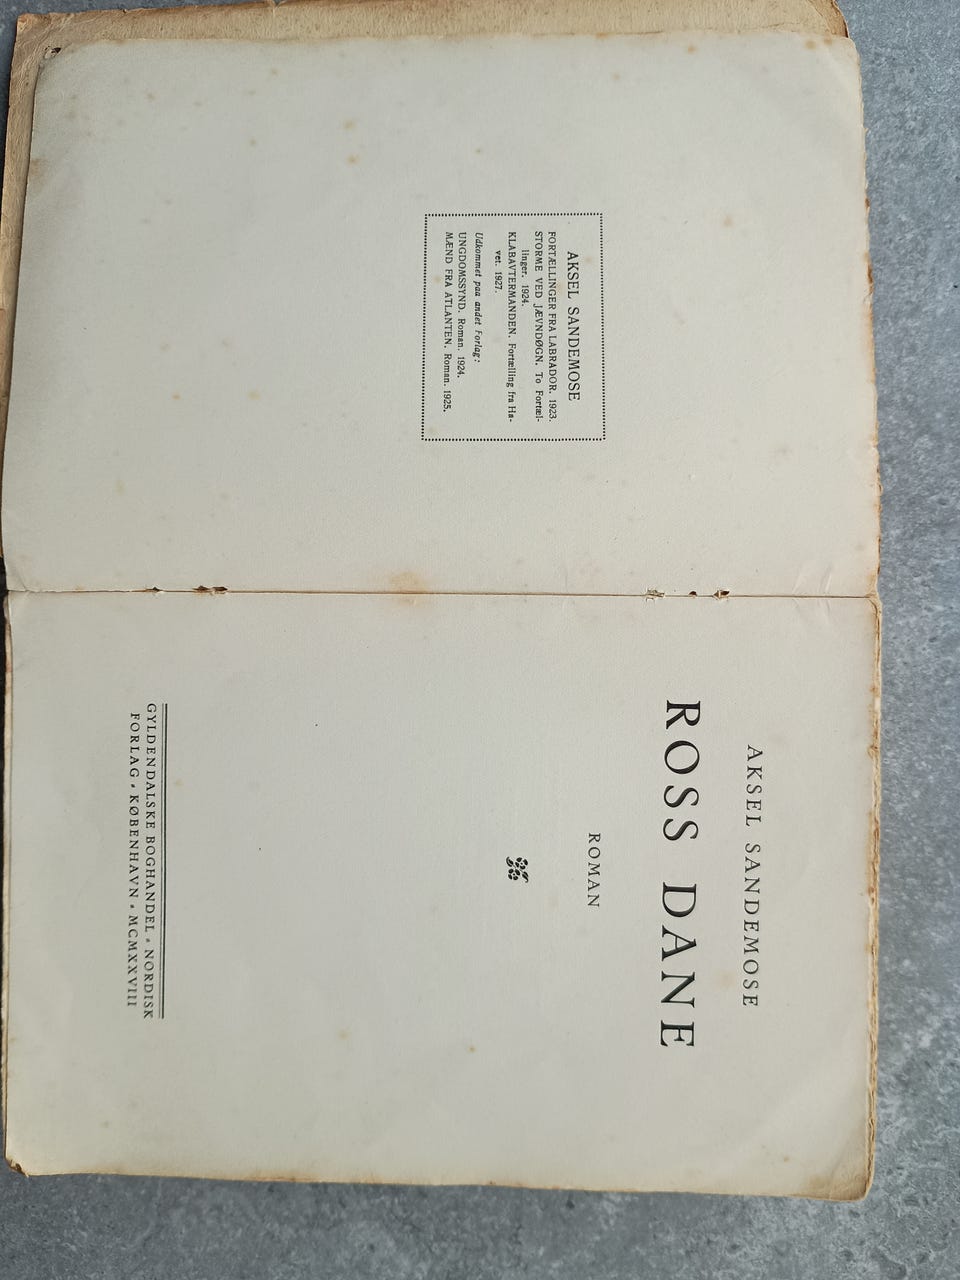 AKSEL SANDEMOSE
FORTÆLLINGER FRA LABRADOR. 1923.
STORME VED JÆVNDØGN. To Fortæl-
linger. 1924.
KLABAVTERMANDEN. Fortælling fra Ha-
vet. 1927.
Udkommet paa andet Forlag:
UNGDOMSSYND. Roman. 1924.
MÆND FRA ATLANTEN. Roman. 1925.
AKSEL SANDEMOSE
ROSS DANE
ROMAN
GYLDENDALSKE BOGHANDEL • NORDISK
FORLAG • KØBENHAVN • MCMXXVIII